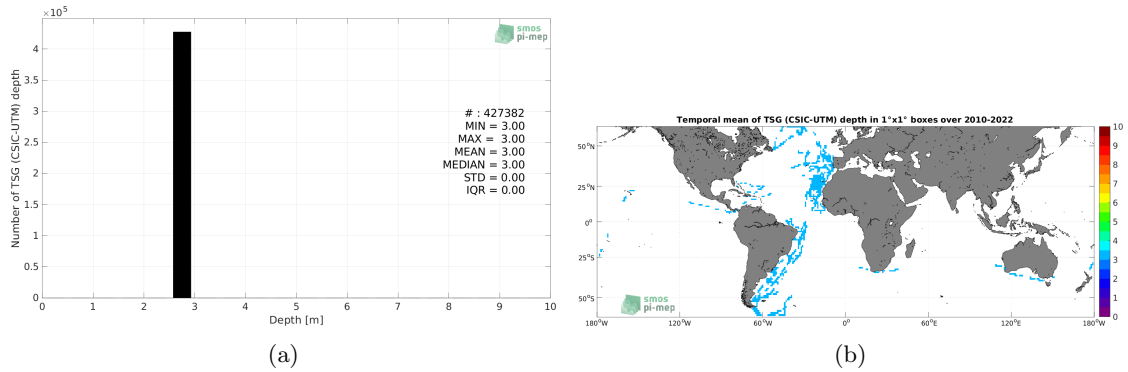 ×10⁵
4
3.5
3
2.5
2
1.5
1
0.5
0
Number of TSG (CSIC-UTM) depth
smos
pi-mep
# : 427382
MIN = 3.00
MAX = 3.00
MEAN = 3.00
MEDIAN = 3.00
STD = 0.00
IQR = 0.00
0 1 2 3 4 5 6 7 8 9 10
Depth [m]
(a)
Temporal mean of TSG (CSIC-UTM) depth in 1°x1° boxes over 2010-2022
50°N
25°N
0°
25°S
50°S
smos
pi-mep
180°W 120°W 60°W 0° 60°E 120°E 180°W
10
9
8
7
6
5
4
3
2
1
0
(b)